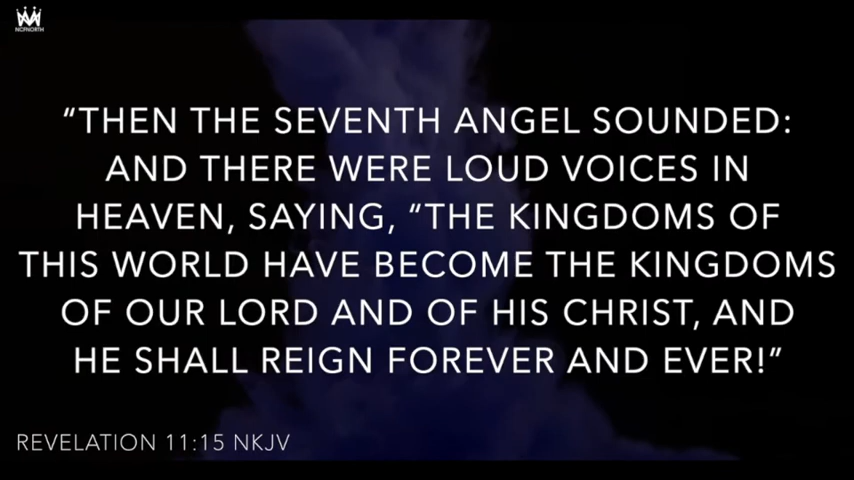 NCFNORTH
“THEN THE SEVENTH ANGEL SOUNDED:
AND THERE WERE LOUD VOICES IN
HEAVEN, SAYING, “THE KINGDOMS OF
THIS WORLD HAVE BECOME THE KINGDOMS
OF OUR LORD AND OF HIS CHRIST, AND
HE SHALL REIGN FOREVER AND EVER!”
REVELATION 11:15 NKJV